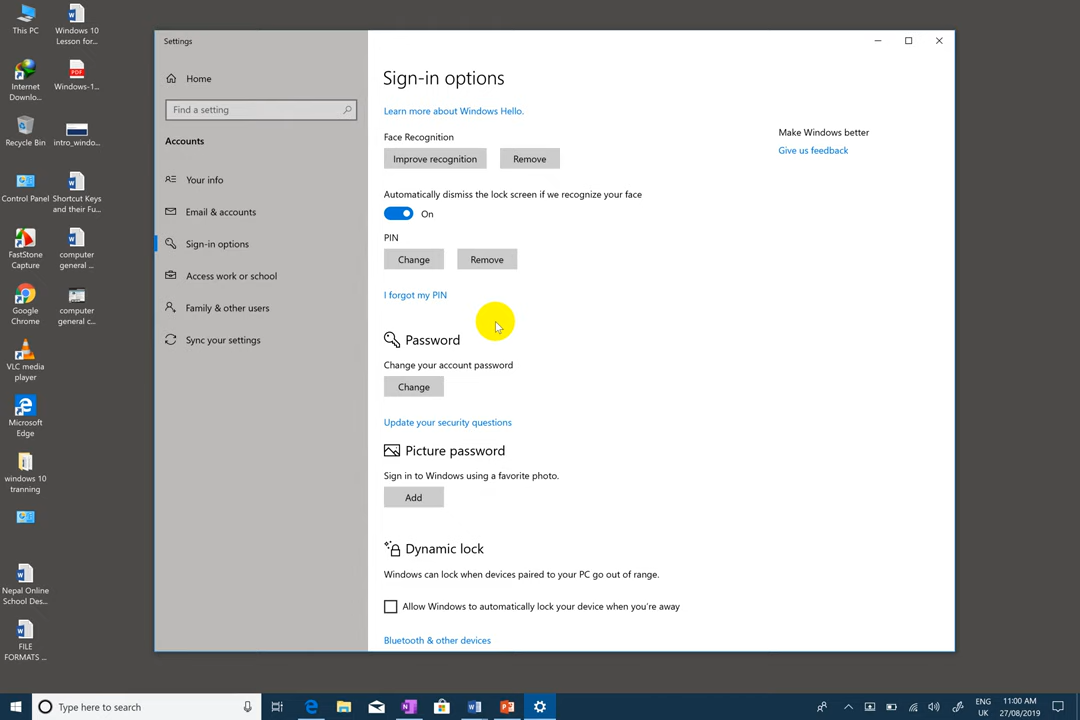 This PC
Windows 10
Lesson for...
Internet
Downlo...
Windows-1...
Recycle Bin
intro_windo...
Control Panel
Shortcut Keys
and their Fu...
FastStone
Capture
computer
general ...
Google
Chrome
computer
general c...
VLC media
player
Microsoft
Edge
windows 10
tranning
Nepal Online
School Des...
FILE
FORMATS ...
Settings
Home
Find a setting
Accounts
Your info
Email & accounts
Sign-in options
Access work or school
Family & other users
Sync your settings
Sign-in options
Learn more about Windows Hello.
Face Recognition
Improve recognition
Remove
Automatically dismiss the lock screen if we recognize your face
On
PIN
Change
Remove
I forgot my PIN
Password
Change your account password
Change
Update your security questions
Picture password
Sign in to Windows using a favorite photo.
Add
Dynamic lock
Windows can lock when devices paired to your PC go out of range.
Allow Windows to automatically lock your device when you're away
Bluetooth & other devices
Make Windows better
Give us feedback
Type here to search
ENG
UK
11:00 AM
27/08/2019